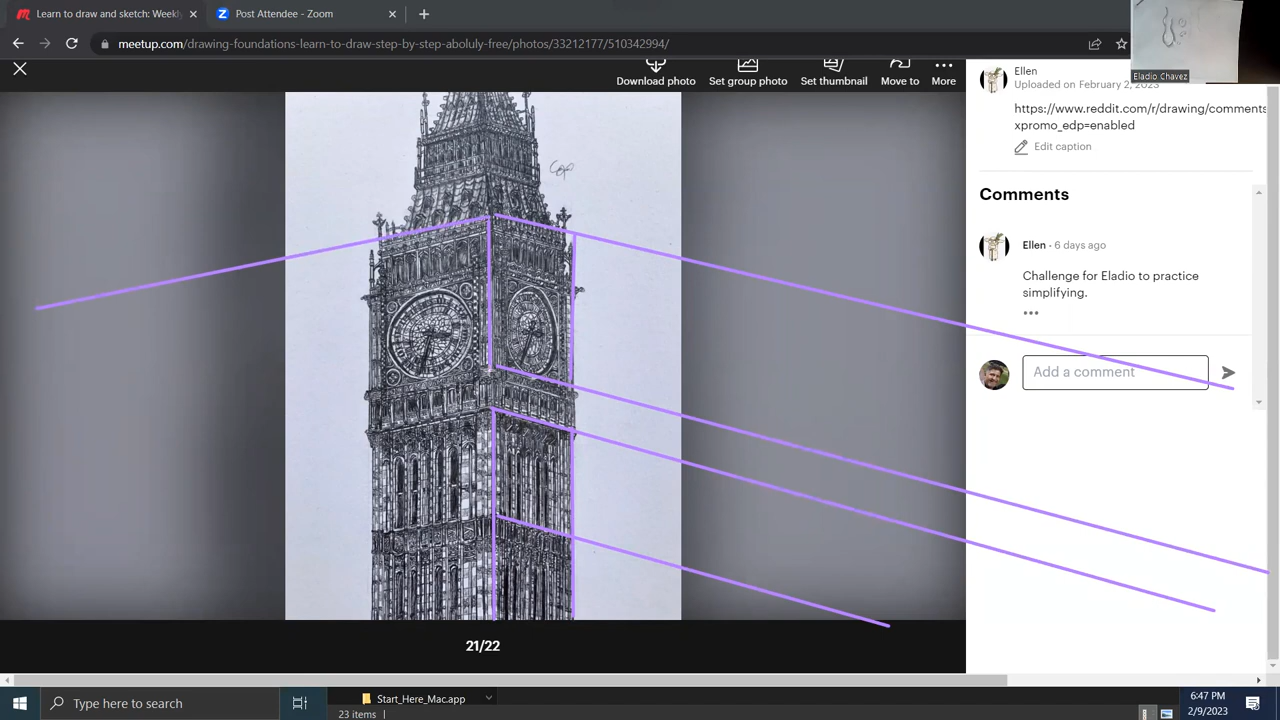 Learn to draw and sketch: Weekly
Post Attendee - Zoom
meetup.com/drawing-foundations-learn-to-draw-step-by-step-aboluly-free/photos/33212177/510342994/
Eladio Chavez
Download photo
Set group photo
Set thumbnail
Move to
More
Ellen
Uploaded on February 2, 2023
https://www.reddit.com/r/drawing/comments
xpromo_edp=enabled
Edit caption
Comments
Ellen • 6 days ago
Challenge for Eladio to practice
simplifying.
Add a comment
21/22
Type here to search
Start_Here_Mac.app
23 items
6:47 PM
2/9/2023